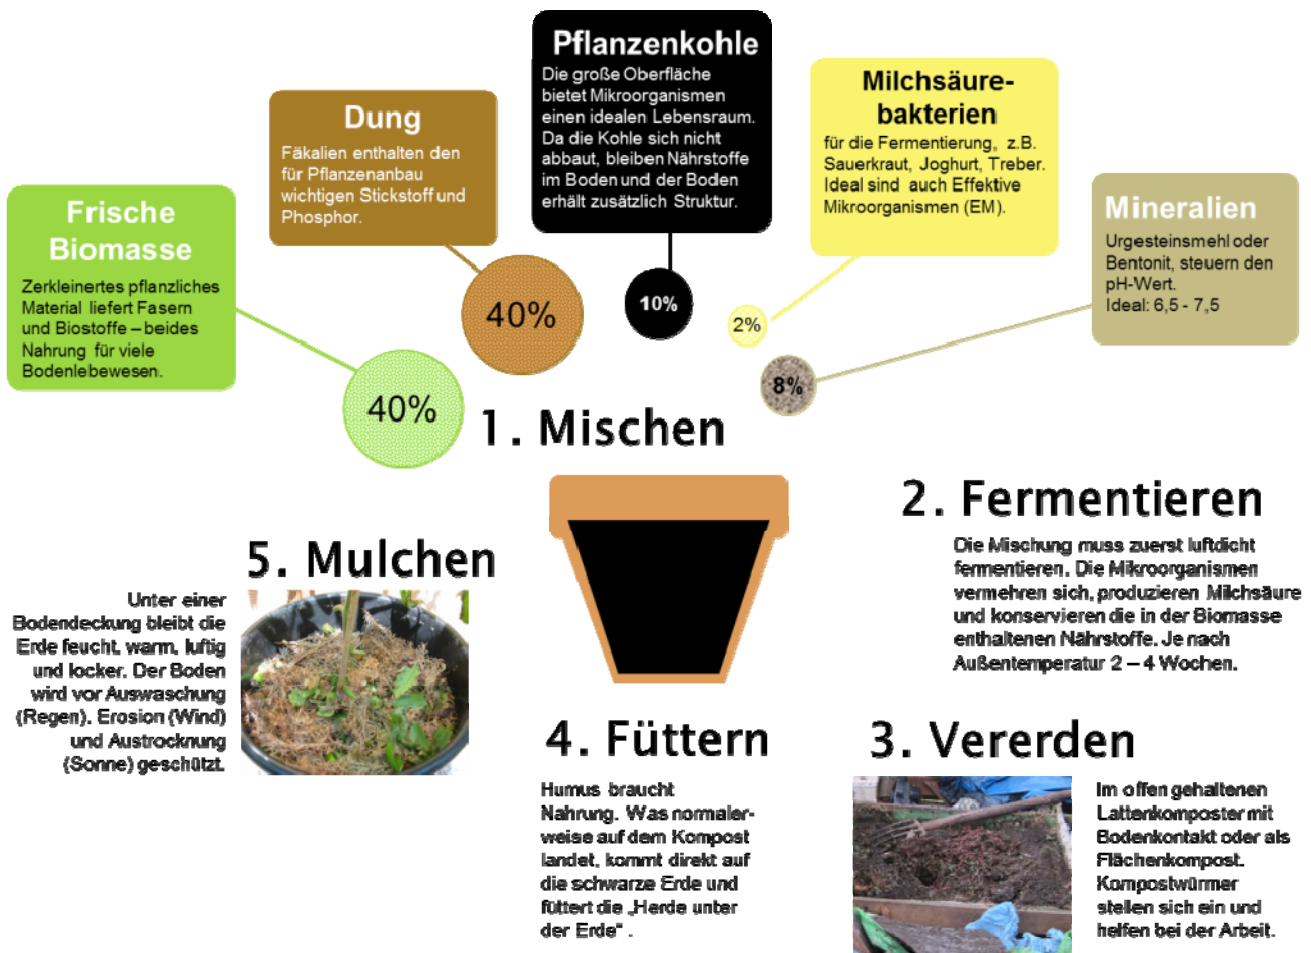 Pflanzenkohle
Die große Oberfläche
bietet Mikroorganismen
einen idealen Lebensraum.
Da die Kohle sich nicht
abbaut, bleiben Nährstoffe
im Boden und der Boden
erhält zusätzlich Struktur.
Milchsäure-
bakterien
für die Fermentierung, z.B.
Sauerkraut, Joghurt, Treber.
Ideal sind auch Effektive
Mikroorganismen (EM).
Dung
Fäkalien enthalten den
für Pflanzenanbau
wichtigen Stickstoff und
Phosphor.
Mineralien
Urgesteinsmehl oder
Bentonit, steuern den
pH-Wert.
Ideal: 6,5 - 7,5
Frische
Biomasse
Zerkleinertes pflanzliches
Material liefert Fasern
und Biostoffe – beides
Nahrung für viele
Bodenlebewesen.
40%
40%
10%
2%
8%
1. Mischen
2. Fermentieren
Die Mischung muss zuerst luftdicht
fermentieren. Die Mikroorganismen
vermehren sich, produzieren Milchsäure
und konservieren die in der Biomasse
enthaltenen Nährstoffe. Je nach
Außentemperatur 2 – 4 Wochen.
3. Vererden
Im offen gehaltenen
Lattenkomposter mit
Bodenkontakt oder als
Flächenkompost.
Kompostwürmer
stellen sich ein und
helfen bei der Arbeit.
4. Füttern
Humus braucht
Nahrung. Was normaler-
weise auf dem Kompost
landet, kommt direkt auf
die schwarze Erde und
füttert die „Herde unter
der Erde" .
5. Mulchen
Unter einer
Bodendeckung bleibt die
Erde feucht, warm, luftig
und locker. Der Boden
wird vor Auswaschung
(Regen). Erosion (Wind)
und Austrocknung
(Sonne) geschützt.